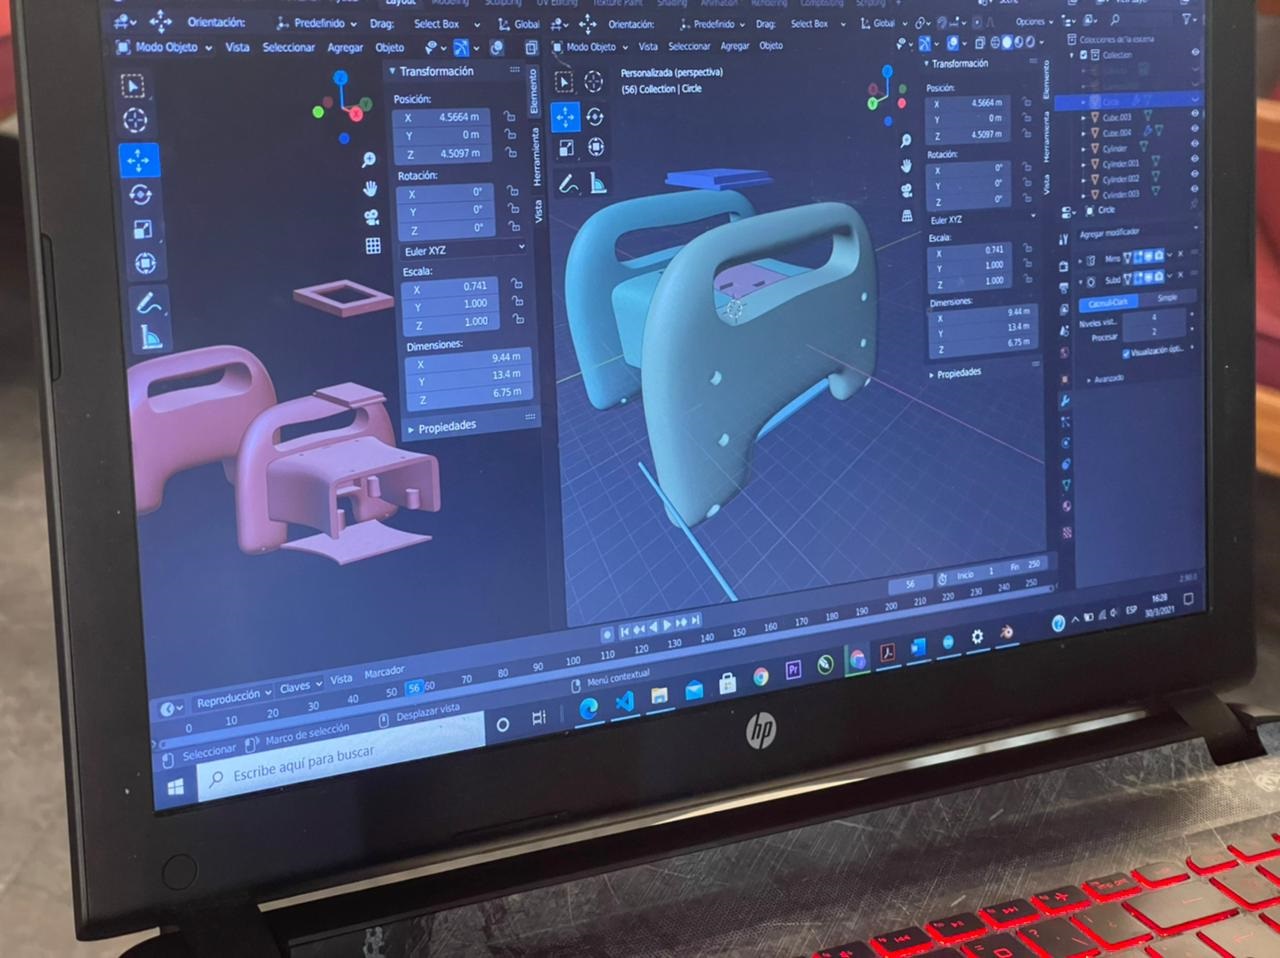 Layout Modeling Sculpting UV Editing Texture Paint Shading Animation Rendering Compositing Scripting
Orientación: Predefinido Drag: Select Box Global
Orientación: Predefinido Drag: Select Box Global Opciones
Modo Objeto Vista Seleccionar Agregar Objeto
Modo Objeto Vista Seleccionar Agregar Objeto
Transformación
Posición:
X 4.5664 m
Y 0 m
Z 4.5097 m
Rotación:
X 0°
Y 0°
Z 0°
Euler XYZ
Escala:
X 0.741
Y 1.000
Z 1.000
Dimensiones:
X 9.44 m
Y 13.4 m
Z 6.75 m
Propiedades
Elemento
Herramienta
Vista
Personalizada (perspectiva)
(56) Collection | Circle
Transformación
Posición:
X 4.5664 m
Y 0 m
Z 4.5097 m
Rotación:
X 0°
Y 0°
Z 0°
Euler XYZ
Escala:
X 0.741
Y 1.000
Z 1.000
Dimensiones:
X 9.44 m
Y 13.4 m
Z 6.75 m
Propiedades
Elemento
Herramienta
Vista
Colecciones de la escena
Collection
Circle
Cube.003
Cube.004
Cylinder
Cylinder.001
Cylinder.002
Cylinder.003
Circle
Agregar modificador
Mirro
Subd
Catmull-Clark Simple
Niveles vist.. 4
Procesar 2
Visualización ópti..
Avanzado
56 Inicio 1 Fin 250
Reproducción Claves Vista Marcador
0 10 20 30 40 50 56 60 70 80 90 100 110 120 130 140 150 160 170 180 190 200 210 220 230 240 250
Seleccionar Marco de selección Desplazar vista Menú contextual
2.90.0
Escribe aquí para buscar
Pr
ESP
16:28
30/3/2021
hp